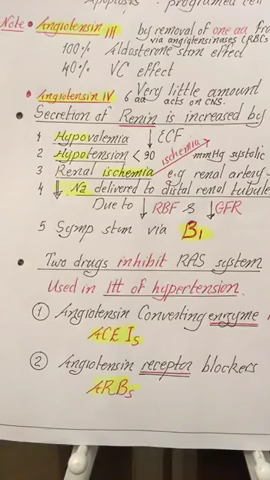 Apoptosis programed cell
Note • Angiotensin III by removal of one aa from
via angiotensinases (RBCs
100% Aldosterone stim effect
40% VC effect
• Angiotensin IV Very little amount
6 aa acts on CNS.
• Secretion of Renin is increased by
1 Hypovolemia ↓ ECF
2 Hypotension < 90 ischemia mmHg systolic
3 Renal ischemia e.g renal artery
4 ↓ Na delivered to distal renal tubule
Due to ↓ RBF & ↓ GFR
5 Symp stim via B1
• Two drugs inhibit RAS system
Used in ttt of hypertension.
① Angiotensin Converting enzyme
ACE Is
② Angiotensin receptor blockers
ARBs